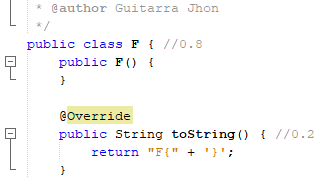 * @author Guitarra Jhon
*/
public class F { //0.8
public F() {
}
@Override
public String toString() { //0.2
return "F{" + '}';
}